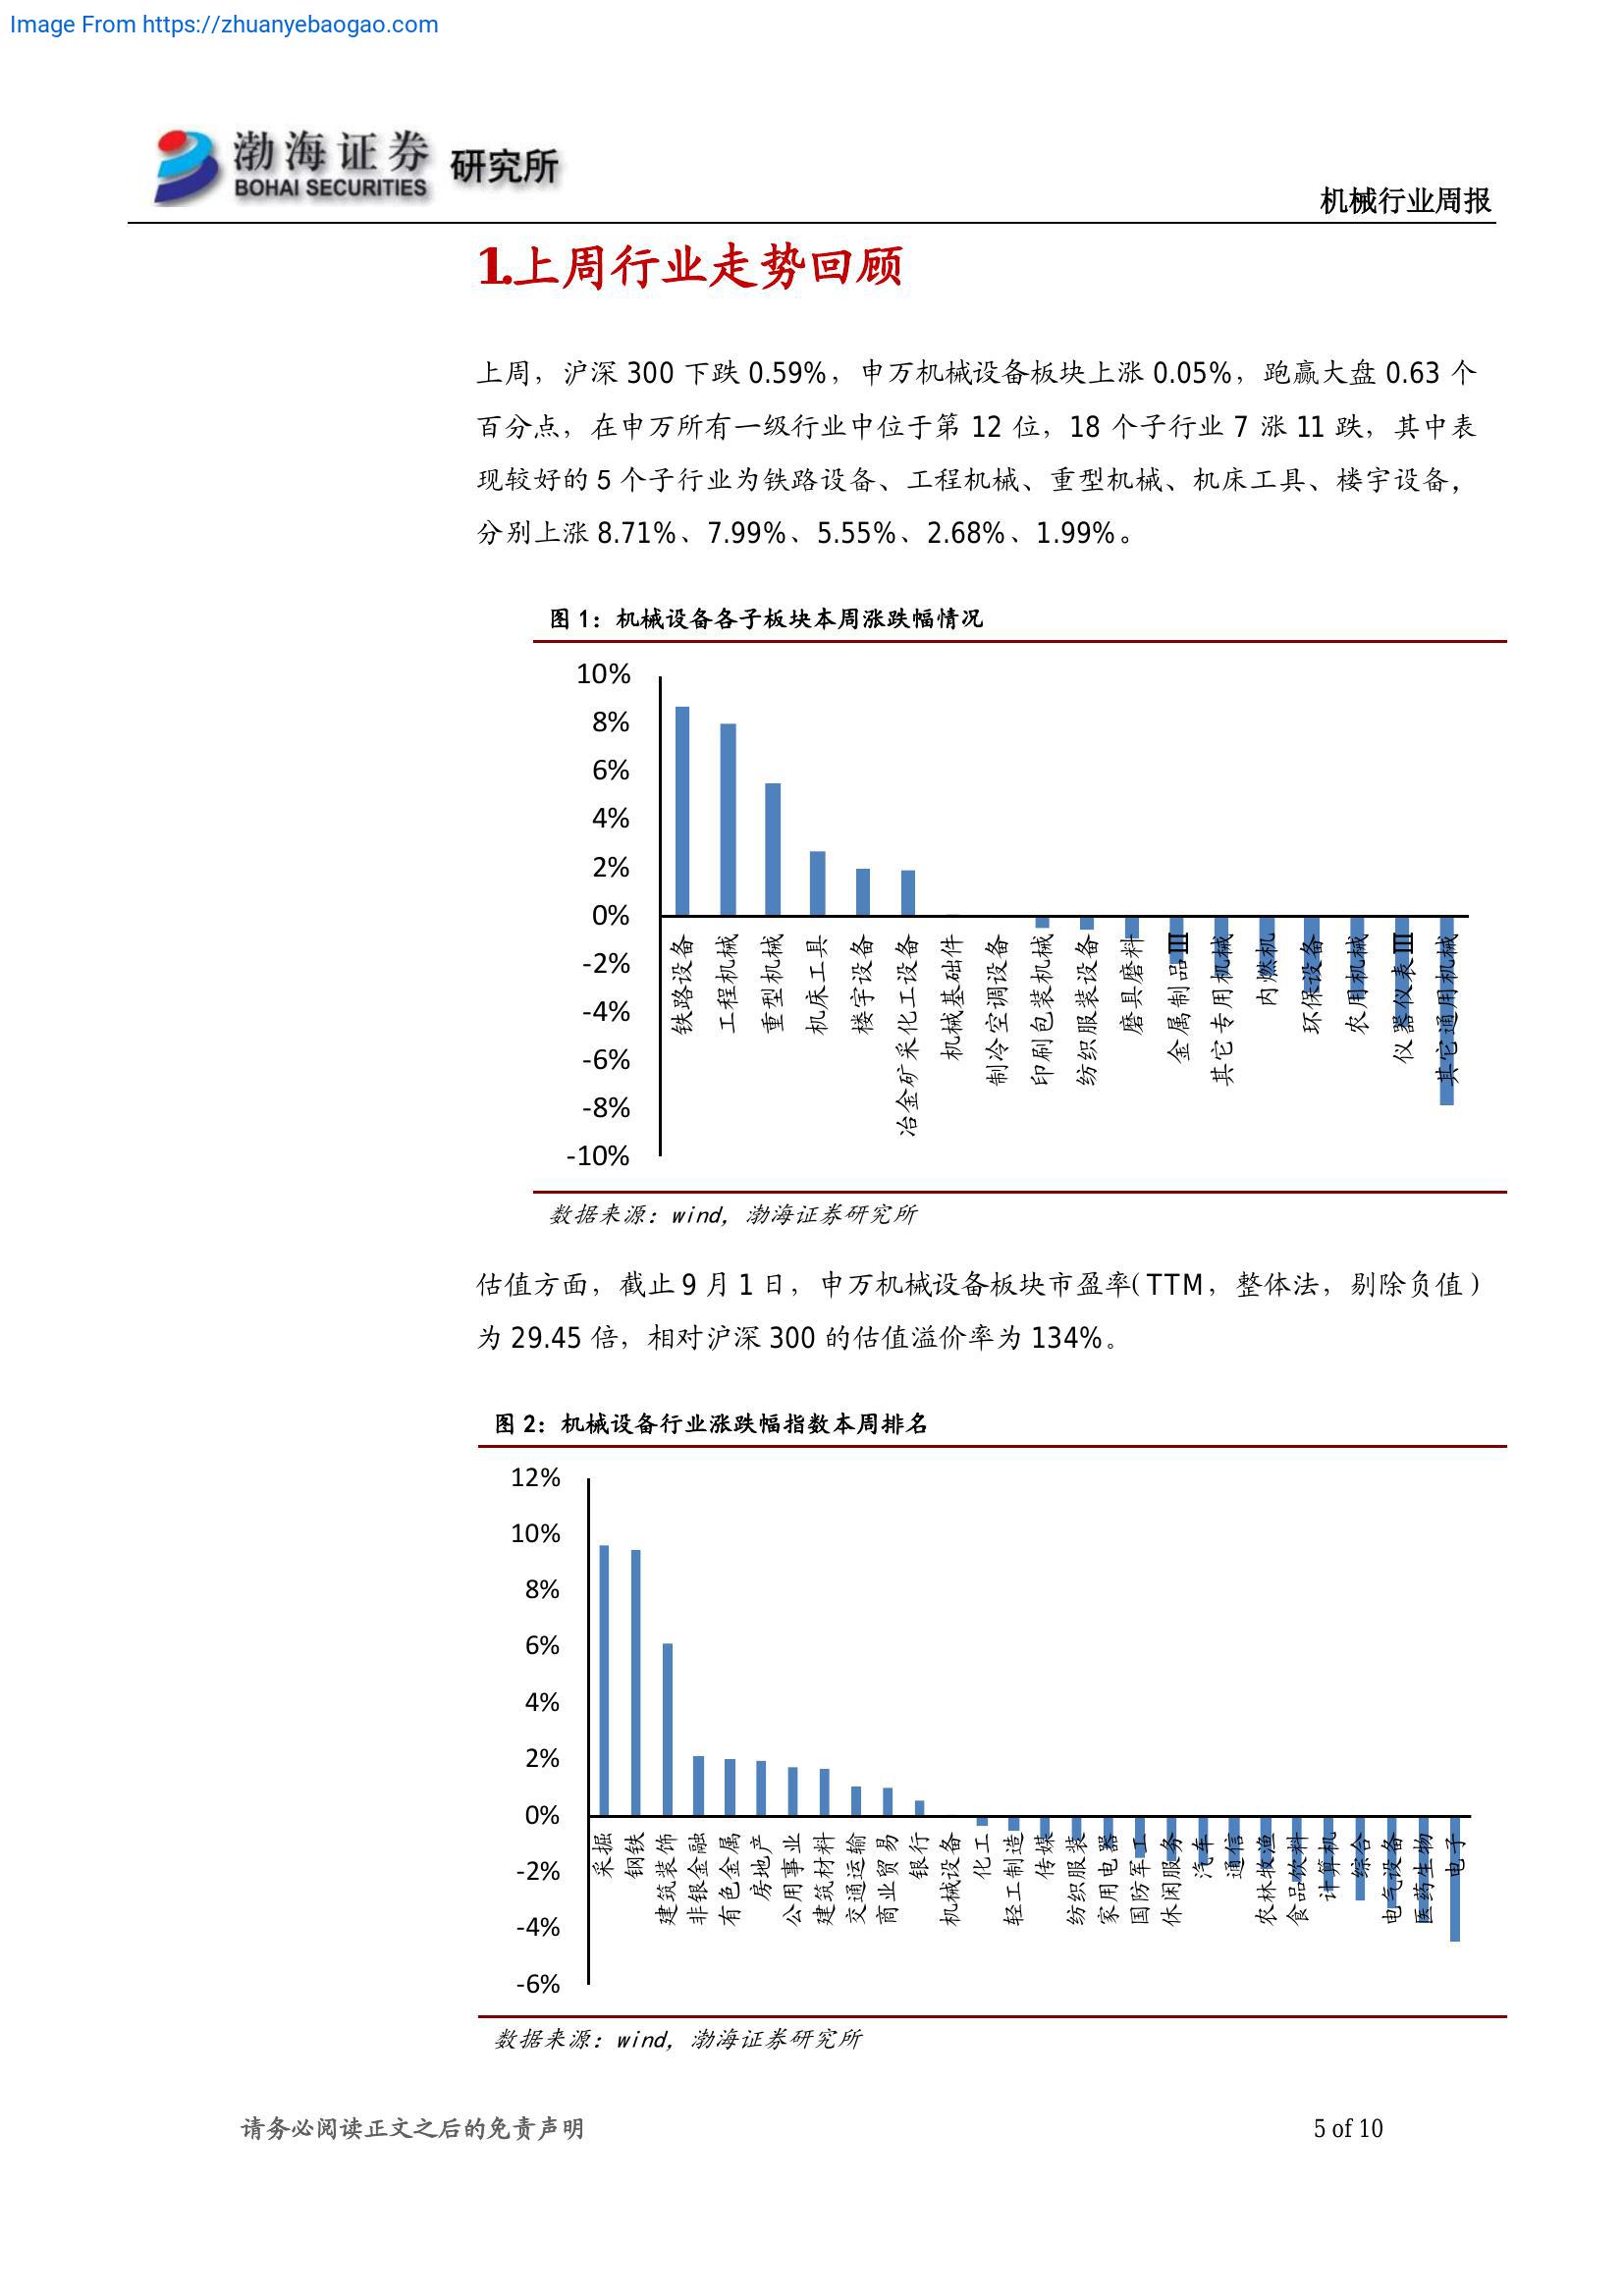 Image From https://zhuanyebaogao.com
渤海证券 研究所
BOHAI SECURITIES
机械行业周报
1.上周行业走势回顾
上周，沪深 300 下跌 0.59%，申万机械设备板块上涨 0.05%，跑赢大盘 0.63 个
百分点，在申万所有一级行业中位于第 12 位，18 个子行业 7 涨 11 跌，其中表
现较好的 5 个子行业为铁路设备、工程机械、重型机械、机床工具、楼宇设备，
分别上涨 8.71%、7.99%、5.55%、2.68%、1.99%。
图 1：机械设备各子板块本周涨跌幅情况
10%
8%
6%
4%
2%
0%
-2%
-4%
-6%
-8%
-10%
铁路设备
工程机械
重型机械
机床工具
楼宇设备
冶金矿采化工设备
机械基础件
制冷空调设备
印刷包装机械
纺织服装设备
磨具磨料
金属制品Ⅲ
其它专用机械
内燃机
环保设备
农用机械
仪器仪表Ⅲ
其它通用机械
数据来源：wind，渤海证券研究所
估值方面，截止 9 月 1 日，申万机械设备板块市盈率(TTM，整体法，剔除负值）
为 29.45 倍，相对沪深 300 的估值溢价率为 134%。
图 2：机械设备行业涨跌幅指数本周排名
12%
10%
8%
6%
4%
2%
0%
-2%
-4%
-6%
采掘
钢铁
建筑装饰
非银金融
有色金属
房地产
公用事业
建筑材料
交通运输
商业贸易
银行
机械设备
化工
轻工制造
传媒
纺织服装
家用电器
国防军工
休闲服务
汽车
通信
农林牧渔
食品饮料
计算机
综合
电气设备
医药生物
电子
数据来源：wind，渤海证券研究所
请务必阅读正文之后的免责声明
5 of 10